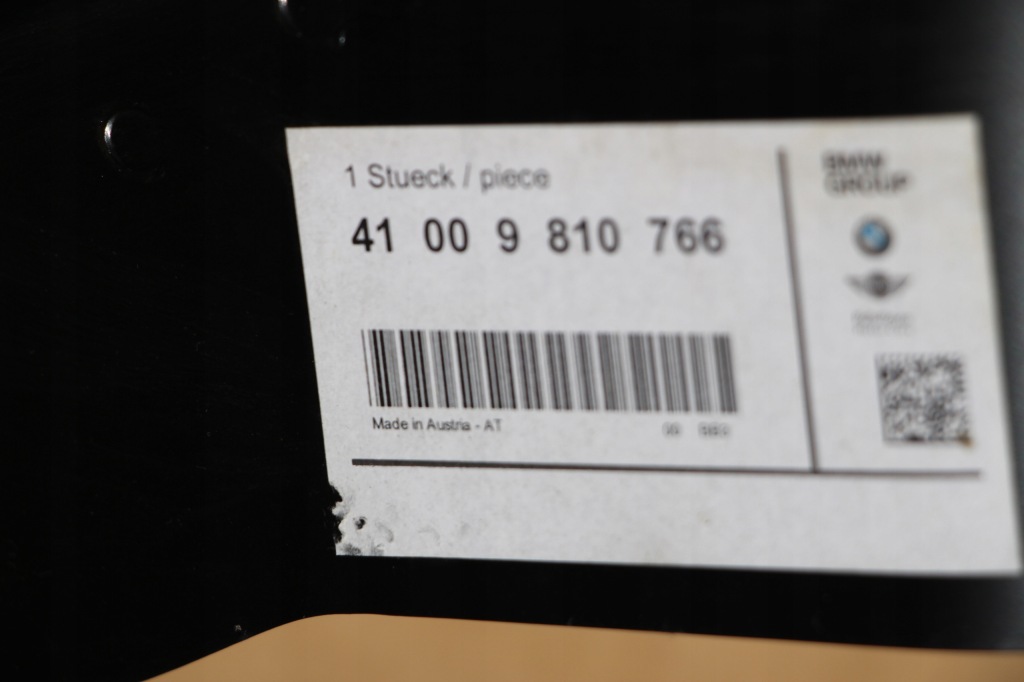 1 Stueck / piece
41 00 9 810 766
Made in Austria - AT
BMW
GROUP